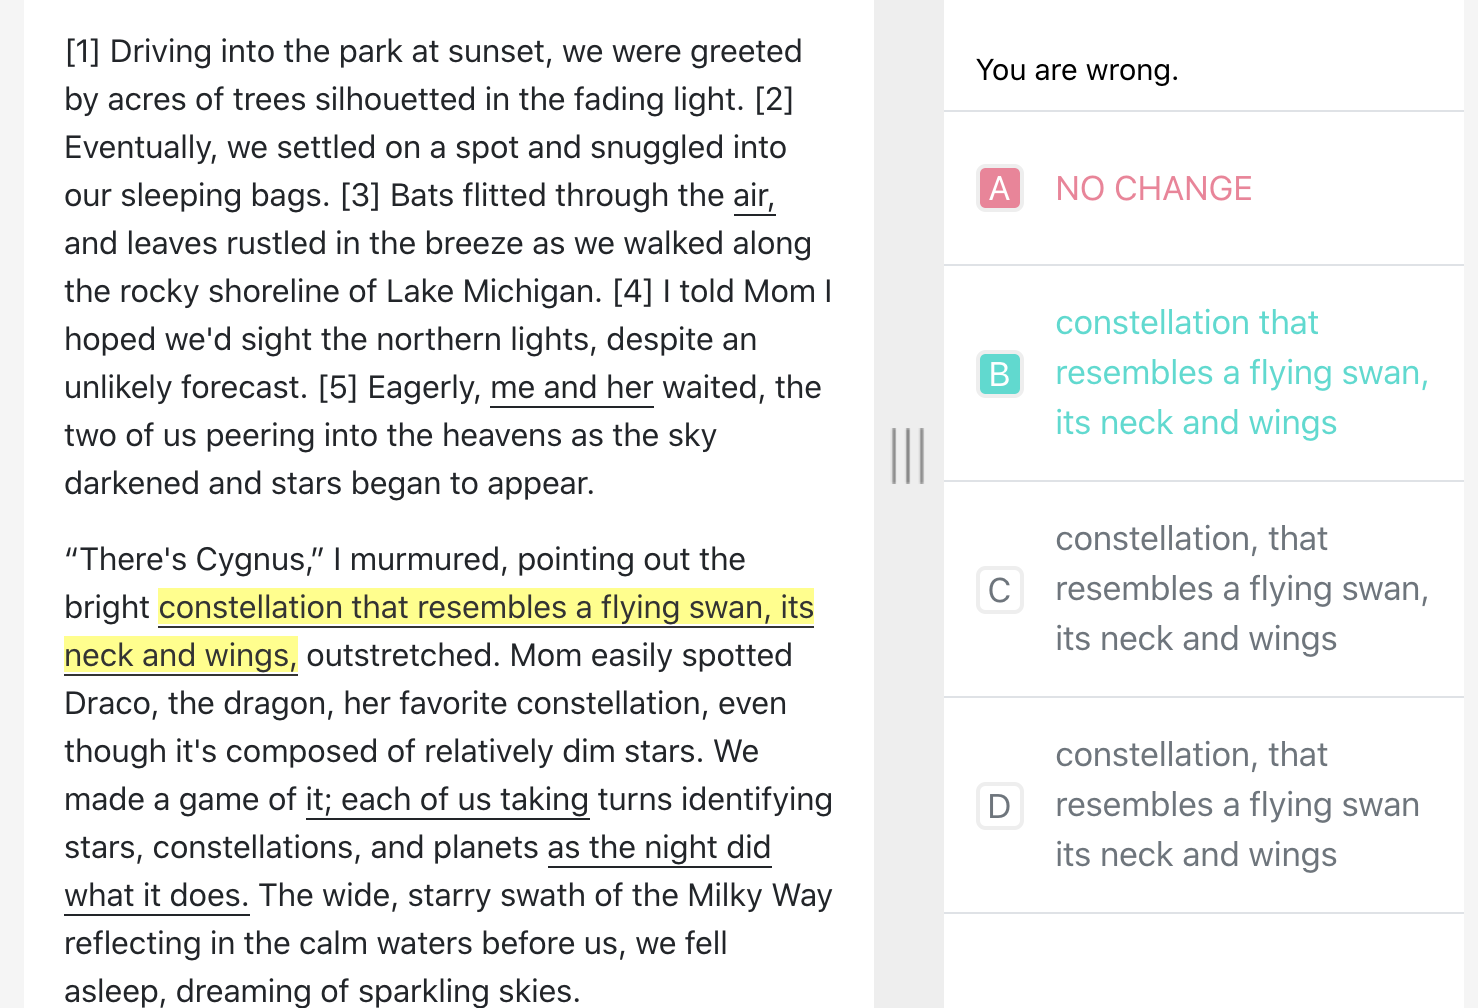 [1] Driving into the park at sunset, we were greeted
by acres of trees silhouetted in the fading light. [2]
Eventually, we settled on a spot and snuggled into
our sleeping bags. [3] Bats flitted through the air,
and leaves rustled in the breeze as we walked along
the rocky shoreline of Lake Michigan. [4] I told Mom I
hoped we'd sight the northern lights, despite an
unlikely forecast. [5] Eagerly, me and her waited, the
two of us peering into the heavens as the sky
darkened and stars began to appear.
“There's Cygnus,” I murmured, pointing out the
bright constellation that resembles a flying swan, its
neck and wings, outstretched. Mom easily spotted
Draco, the dragon, her favorite constellation, even
though it's composed of relatively dim stars. We
made a game of it; each of us taking turns identifying
stars, constellations, and planets as the night did
what it does. The wide, starry swath of the Milky Way
reflecting in the calm waters before us, we fell
asleep, dreaming of sparkling skies.
You are wrong.
A NO CHANGE
constellation that
B resembles a flying swan,
its neck and wings
constellation, that
C resembles a flying swan,
its neck and wings
constellation, that
D resembles a flying swan
its neck and wings